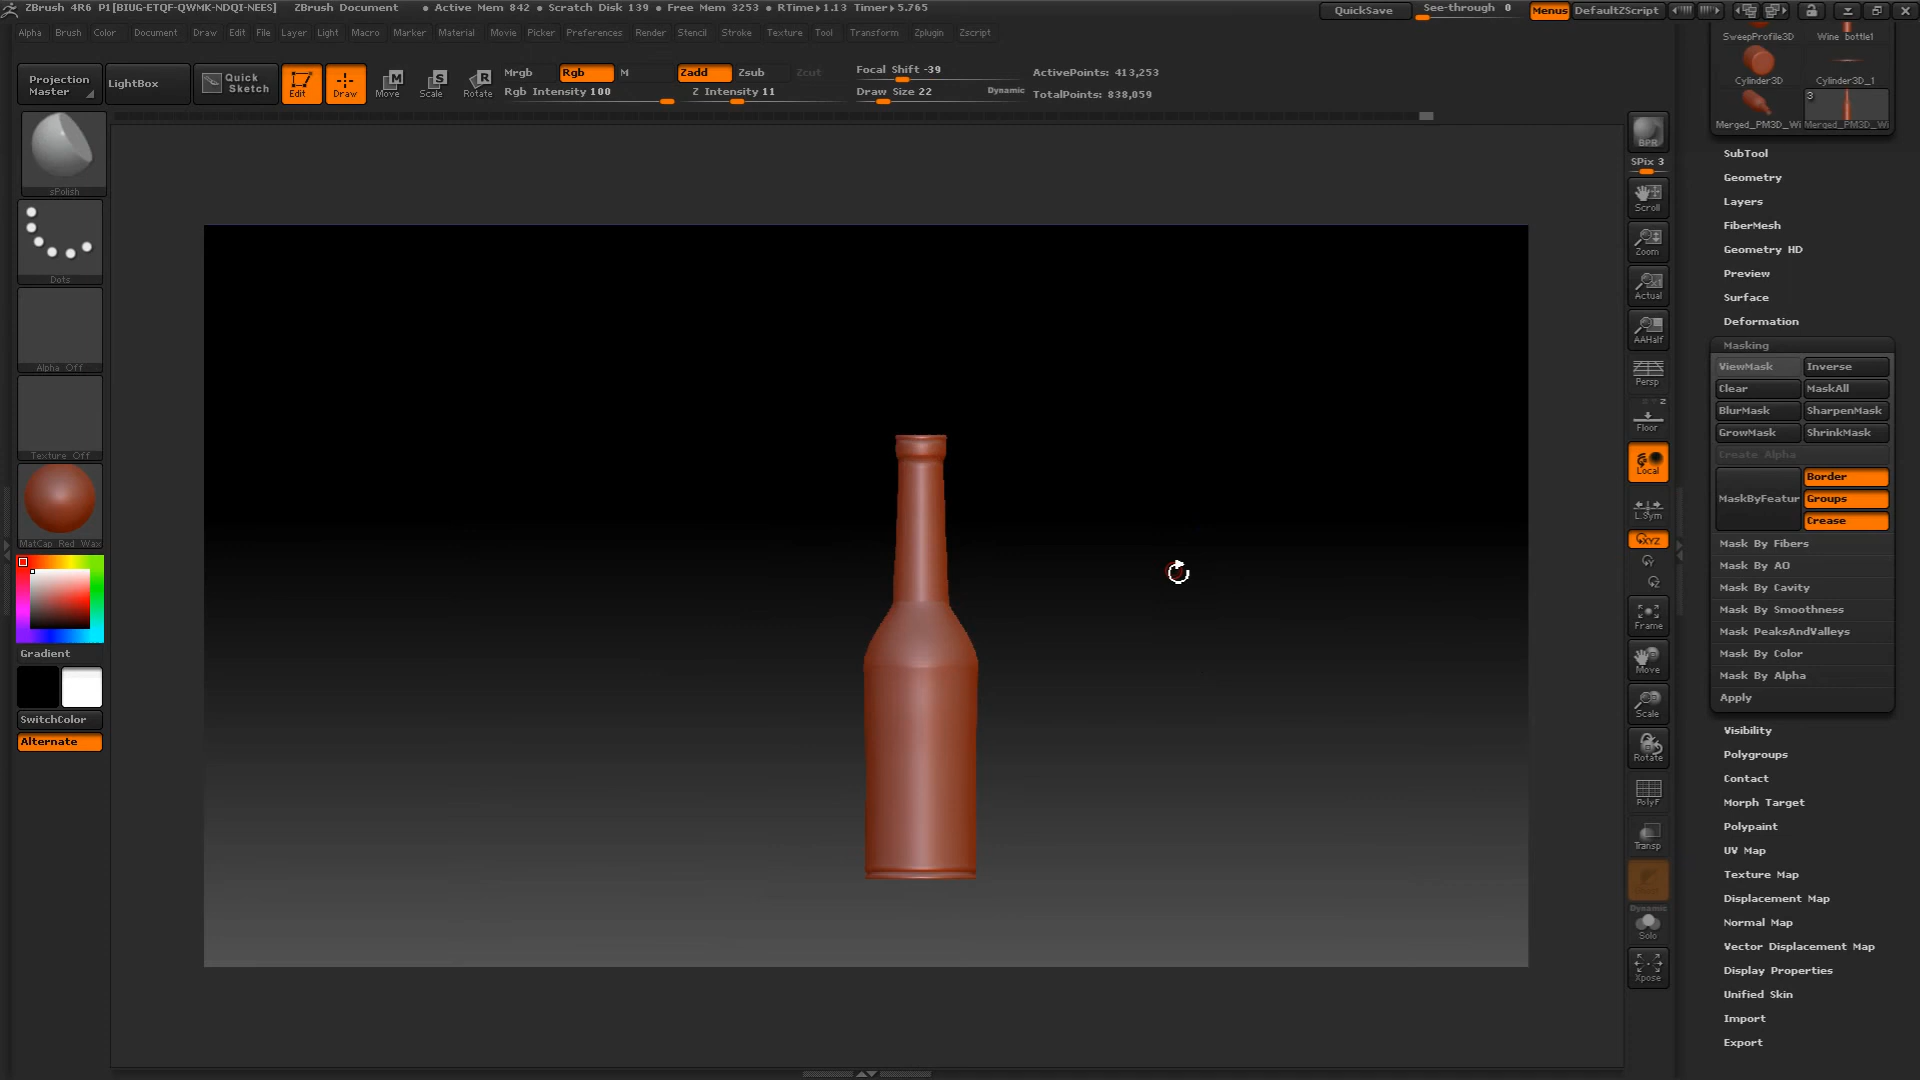 ZBrush 4R6 P1[BIUG-ETQF-QWMK-NDQI-NEES] ZBrush Document • Active Mem 842 • Scratch Disk 139 • Free Mem 3253 • RTime▸1.13 Timer▸5.765 QuickSave See-through 0 Menus DefaultZScript
Alpha Brush Color Document Draw Edit File Layer Light Macro Marker Material Movie Picker Preferences Render Stencil Stroke Texture Tool Transform Zplugin Zscript
Projection Master
LightBox
Quick Sketch
Edit
Draw
Move
Scale
Rotate
Mrgb Rgb M
Rgb Intensity 100
Zadd Zsub Zcut
Z Intensity 11
Focal Shift -39
Draw Size 22 Dynamic
ActivePoints: 413,253
TotalPoints: 838,059
sPolish
Dots
Alpha Off
Texture Off
MatCap Red Wax
Gradient
SwitchColor
Alternate
BPR
SPix 3
Scroll
Zoom
Actual
AAHalf
Persp
Floor
Local
L.Sym
XYZ
Y
Z
Frame
Move
Scale
Rotate
PolyF
Transp
Dynamic
Solo
Xpose
SweepProfile3D Wine bottle1
Cylinder3D Cylinder3D_1
3
Merged_PM3D_Wi Merged_PM3D_Wi
SubTool
Geometry
Layers
FiberMesh
Geometry HD
Preview
Surface
Deformation
Masking
ViewMask Inverse
Clear MaskAll
BlurMask SharpenMask
GrowMask ShrinkMask
Create Alpha
MaskByFeatur
Border
Groups
Crease
Mask By Fibers
Mask By AO
Mask By Cavity
Mask By Smoothness
Mask PeaksAndValleys
Mask By Color
Mask By Alpha
Apply
Visibility
Polygroups
Contact
Morph Target
Polypaint
UV Map
Texture Map
Displacement Map
Normal Map
Vector Displacement Map
Display Properties
Unified Skin
Import
Export